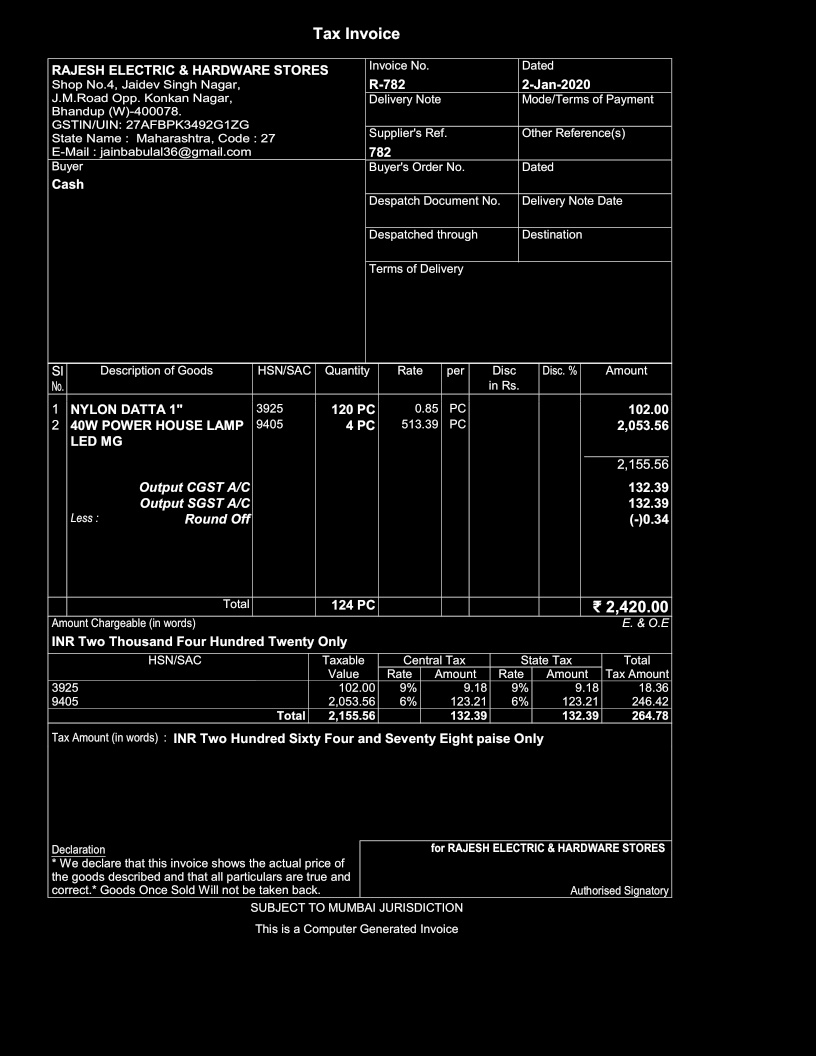 Tax Invoice
RAJESH ELECTRIC & HARDWARE STORES
Shop No.4, Jaidev Singh Nagar,
J.M.Road Opp. Konkan Nagar,
Bhandup (W)-400078.
GSTIN/UIN: 27AFBPK3492G1ZG
State Name :  Maharashtra, Code : 27
E-Mail : jainbabulal36@gmail.com
Buyer
Cash
Invoice No. Dated
R-782 2-Jan-2020
Delivery Note Mode/Terms of Payment
Supplier's Ref. Other Reference(s)
782
Buyer's Order No. Dated
Despatch Document No. Delivery Note Date
Despatched through Destination
Terms of Delivery
Sl Description of Goods HSN/SAC Quantity Rate per Disc Disc. % Amount
No. in Rs.
1 NYLON DATTA 1" 3925 120 PC 0.85 PC 102.00
2 40W POWER HOUSE LAMP 9405 4 PC 513.39 PC 2,053.56
LED MG
2,155.56
Output CGST A/C 132.39
Output SGST A/C 132.39
Less : Round Off (-)0.34
Total 124 PC ₹ 2,420.00
Amount Chargeable (in words) E. & O.E
INR Two Thousand Four Hundred Twenty Only
HSN/SAC Taxable Central Tax State Tax Total
Value Rate Amount Rate Amount Tax Amount
3925 102.00 9% 9.18 9% 9.18 18.36
9405 2,053.56 6% 123.21 6% 123.21 246.42
Total 2,155.56 132.39 132.39 264.78
Tax Amount (in words) : INR Two Hundred Sixty Four and Seventy Eight paise Only
Declaration
* We declare that this invoice shows the actual price of
the goods described and that all particulars are true and
correct.* Goods Once Sold Will not be taken back.
for RAJESH ELECTRIC & HARDWARE STORES
Authorised Signatory
SUBJECT TO MUMBAI JURISDICTION
This is a Computer Generated Invoice